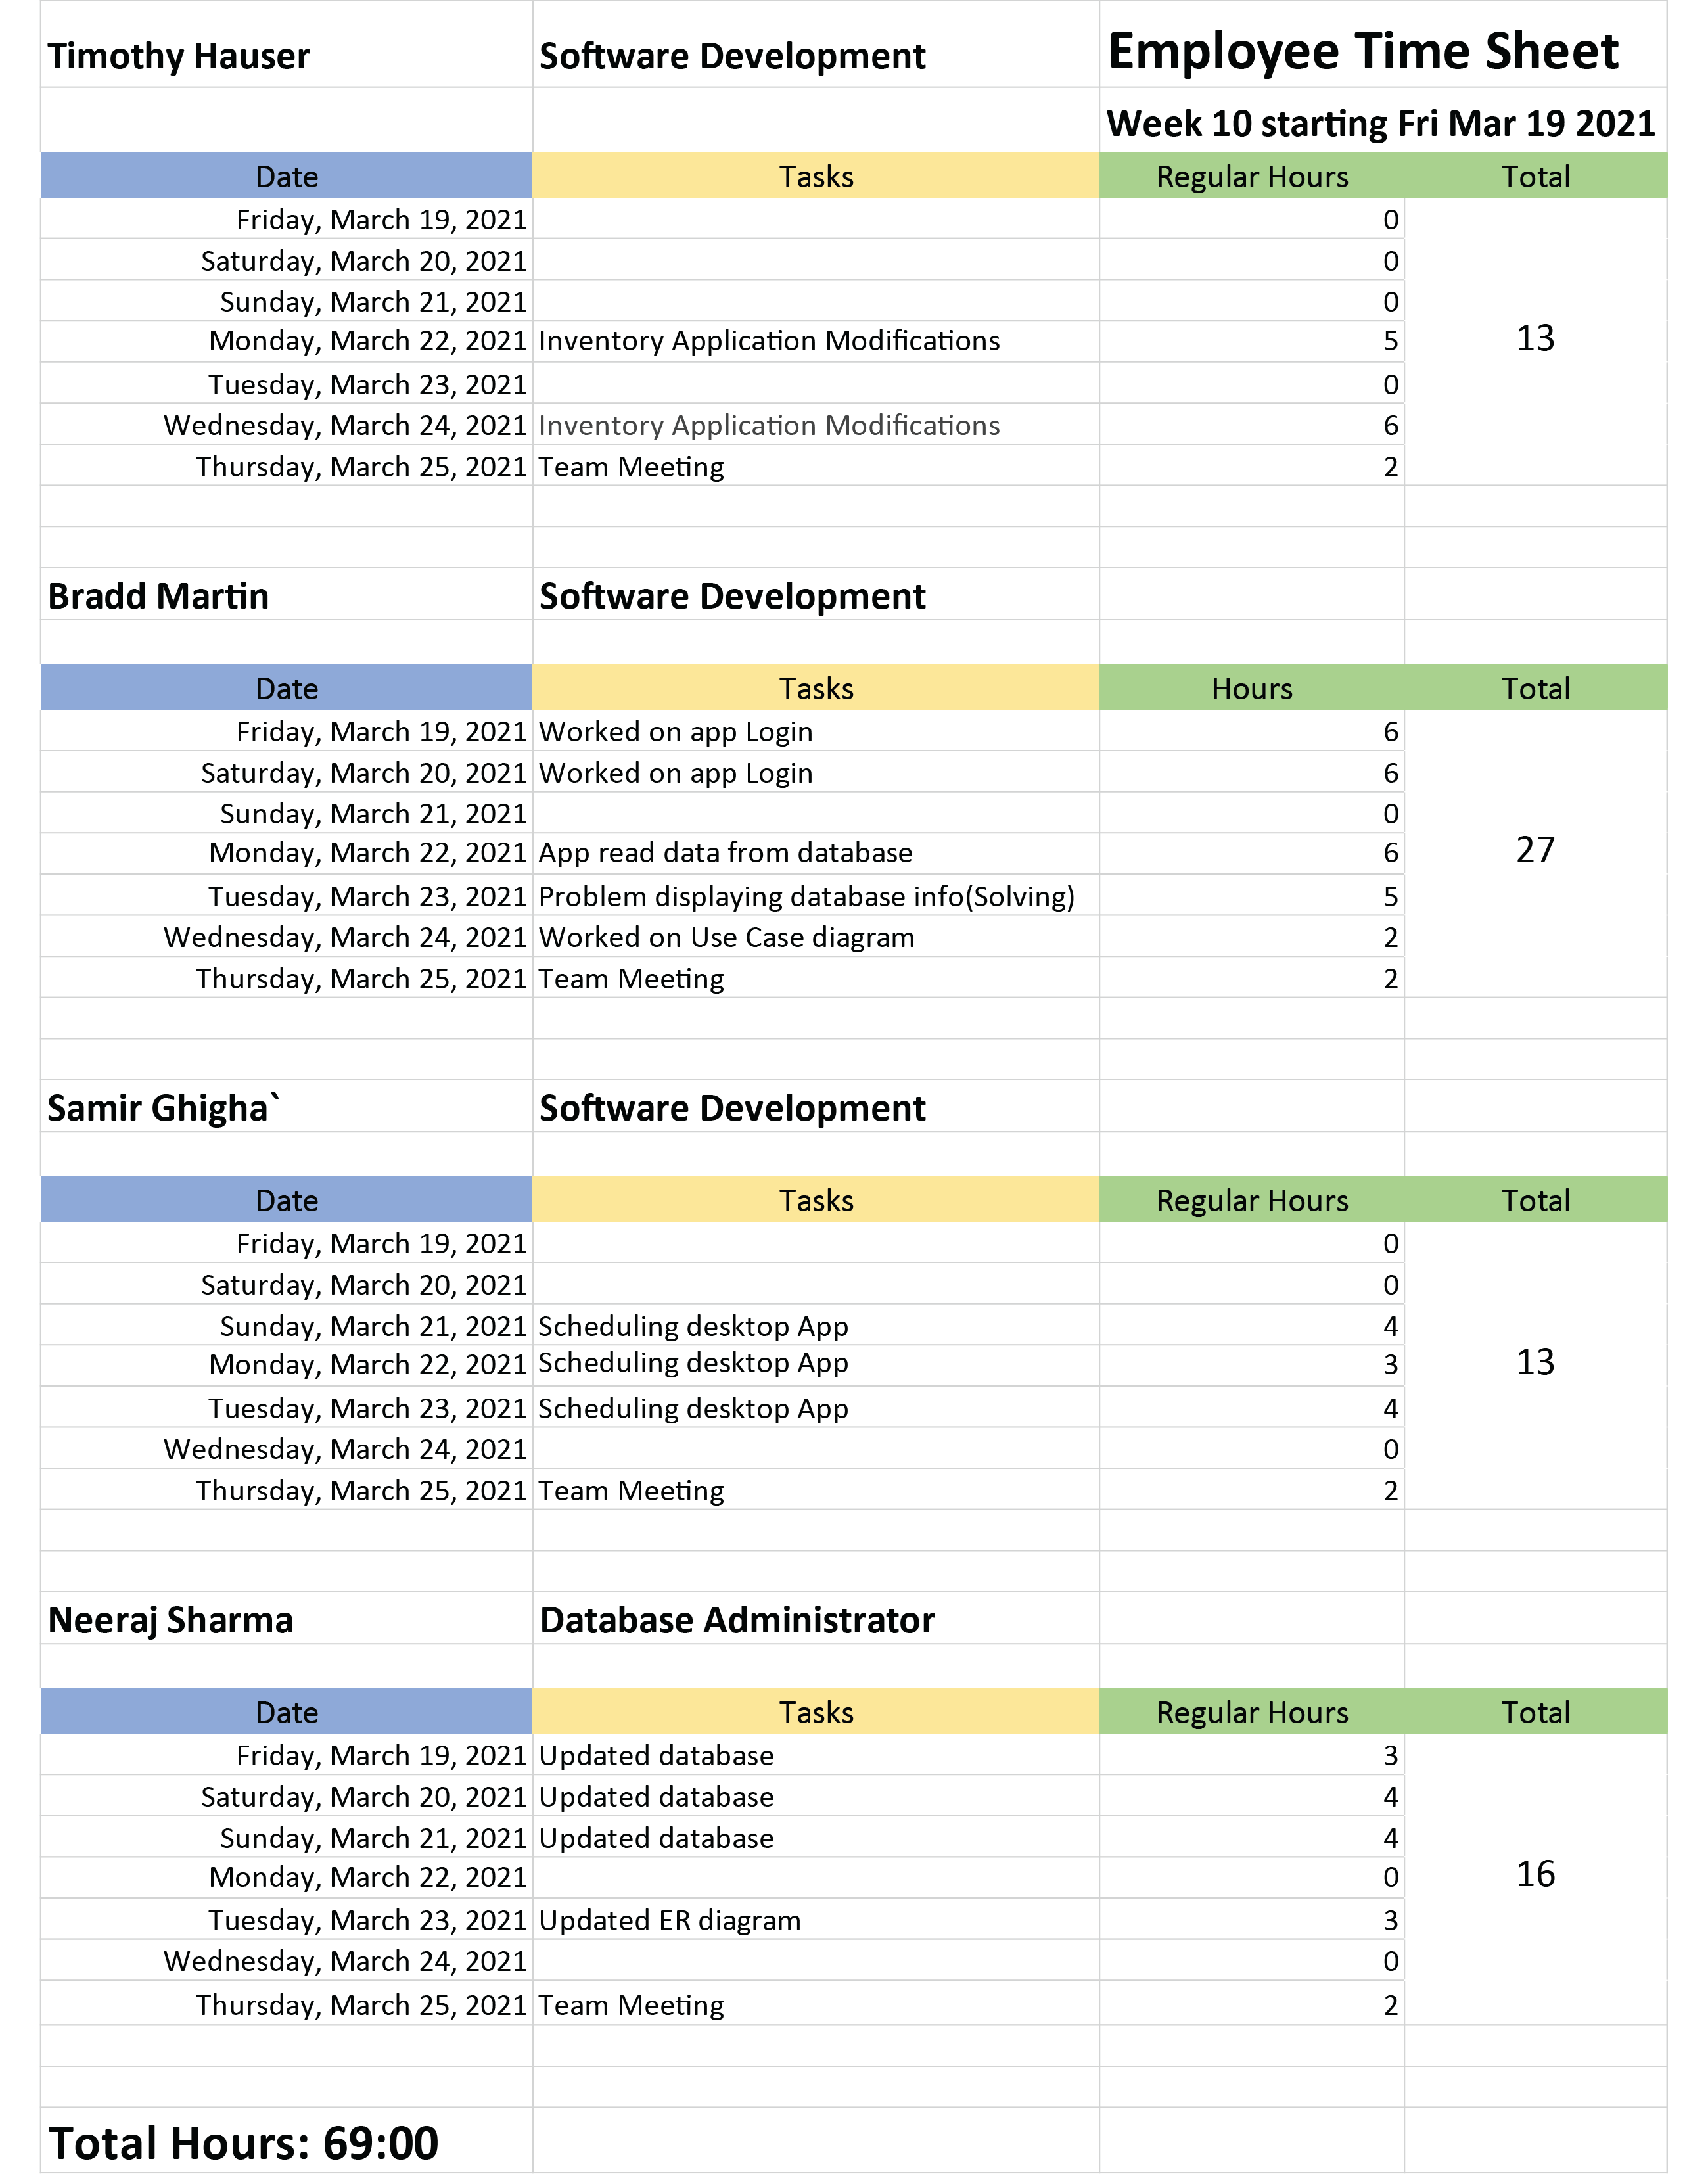 Timothy Hauser Software Development Employee Time Sheet
Week 10 starting Fri Mar 19 2021
Date Tasks Regular Hours Total
Friday, March 19, 2021 0
Saturday, March 20, 2021 0
Sunday, March 21, 2021 0
Monday, March 22, 2021 Inventory Application Modifications 5 13
Tuesday, March 23, 2021 0
Wednesday, March 24, 2021 Inventory Application Modifications 6
Thursday, March 25, 2021 Team Meeting 2
Bradd Martin Software Development
Date Tasks Hours Total
Friday, March 19, 2021 Worked on app Login 6
Saturday, March 20, 2021 Worked on app Login 6
Sunday, March 21, 2021 0
Monday, March 22, 2021 App read data from database 6 27
Tuesday, March 23, 2021 Problem displaying database info(Solving) 5
Wednesday, March 24, 2021 Worked on Use Case diagram 2
Thursday, March 25, 2021 Team Meeting 2
Samir Ghigha` Software Development
Date Tasks Regular Hours Total
Friday, March 19, 2021 0
Saturday, March 20, 2021 0
Sunday, March 21, 2021 Scheduling desktop App 4
Monday, March 22, 2021 Scheduling desktop App 3 13
Tuesday, March 23, 2021 Scheduling desktop App 4
Wednesday, March 24, 2021 0
Thursday, March 25, 2021 Team Meeting 2
Neeraj Sharma Database Administrator
Date Tasks Regular Hours Total
Friday, March 19, 2021 Updated database 3
Saturday, March 20, 2021 Updated database 4
Sunday, March 21, 2021 Updated database 4
Monday, March 22, 2021 0 16
Tuesday, March 23, 2021 Updated ER diagram 3
Wednesday, March 24, 2021 0
Thursday, March 25, 2021 Team Meeting 2
Total Hours: 69:00